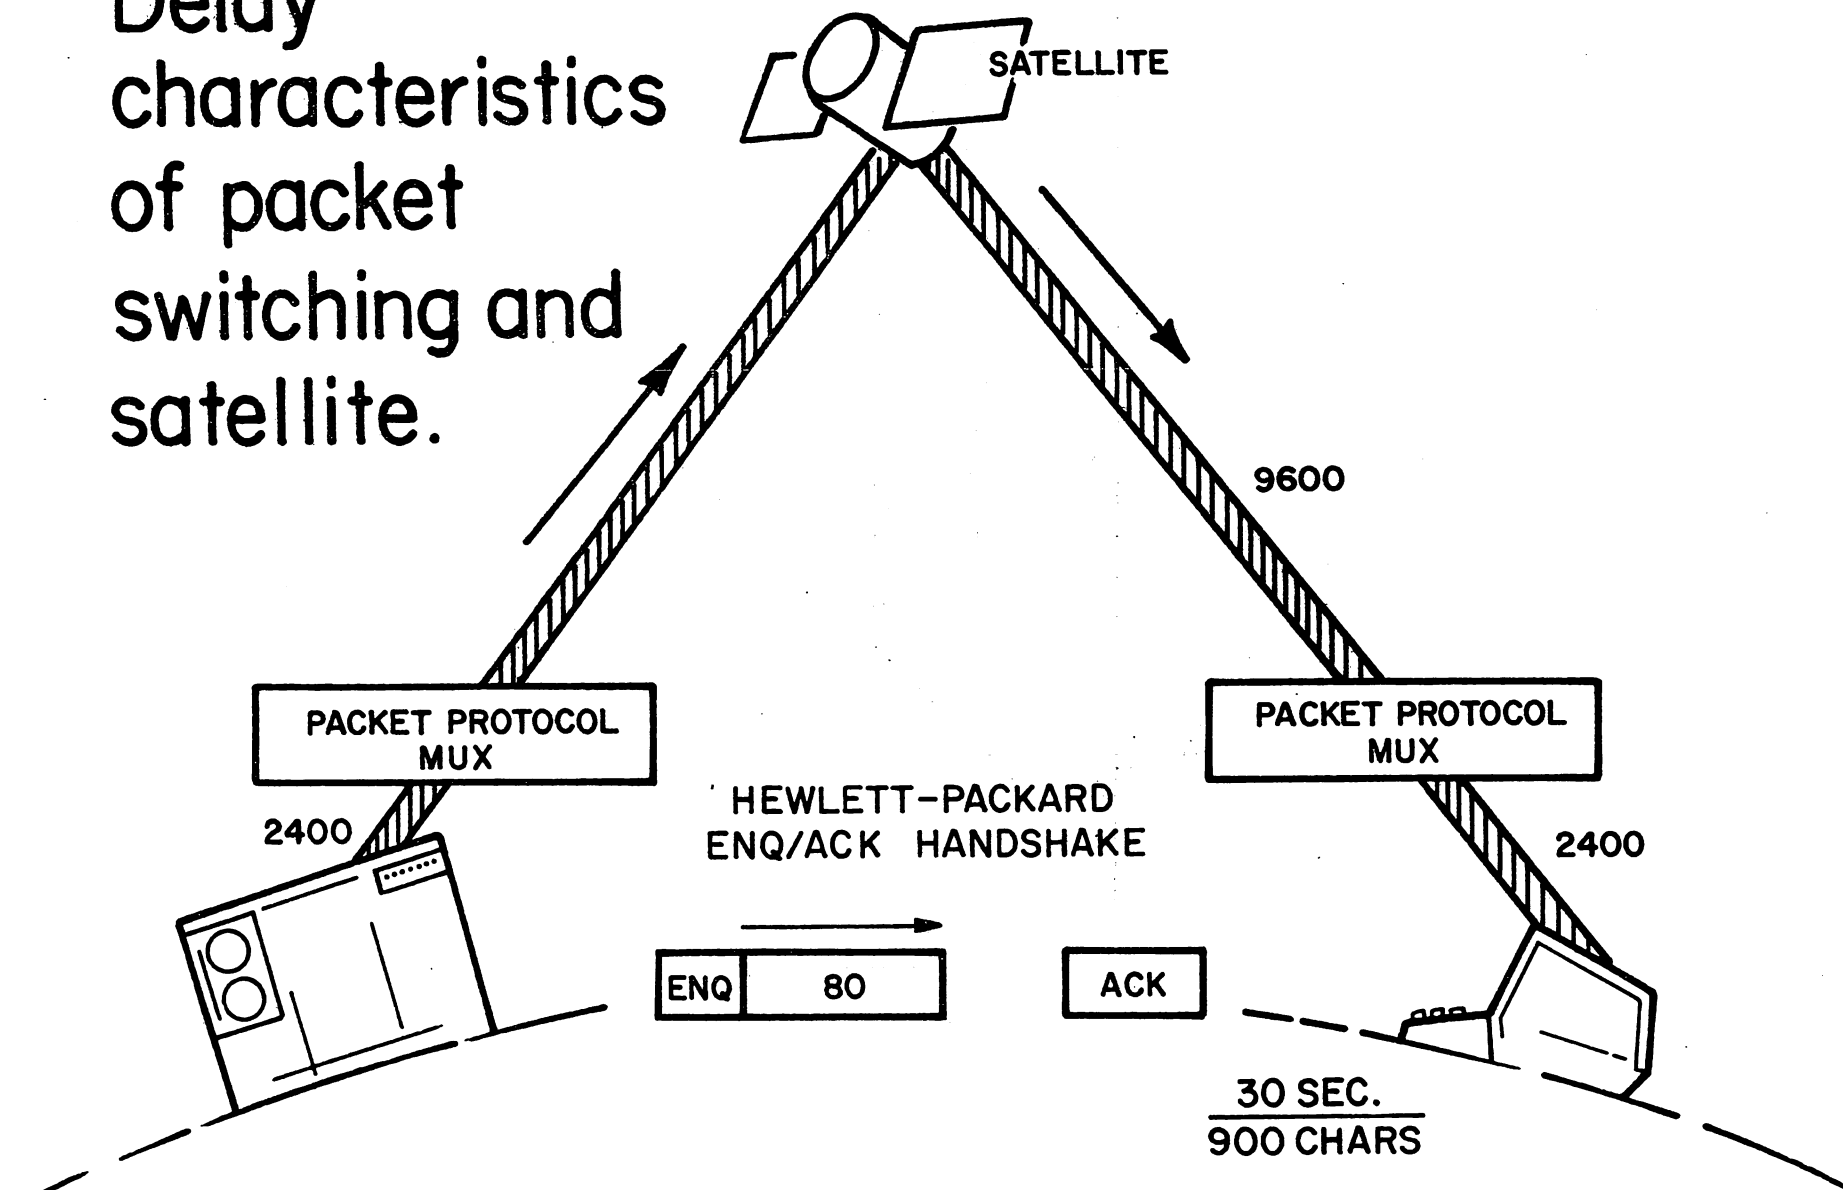 Delay
characteristics
of packet
switching and
satellite.
SATELLITE
9600
PACKET PROTOCOL
MUX
PACKET PROTOCOL
MUX
HEWLETT-PACKARD
ENQ/ACK HANDSHAKE
2400
2400
ENQ 80
ACK
30 SEC.
900 CHARS